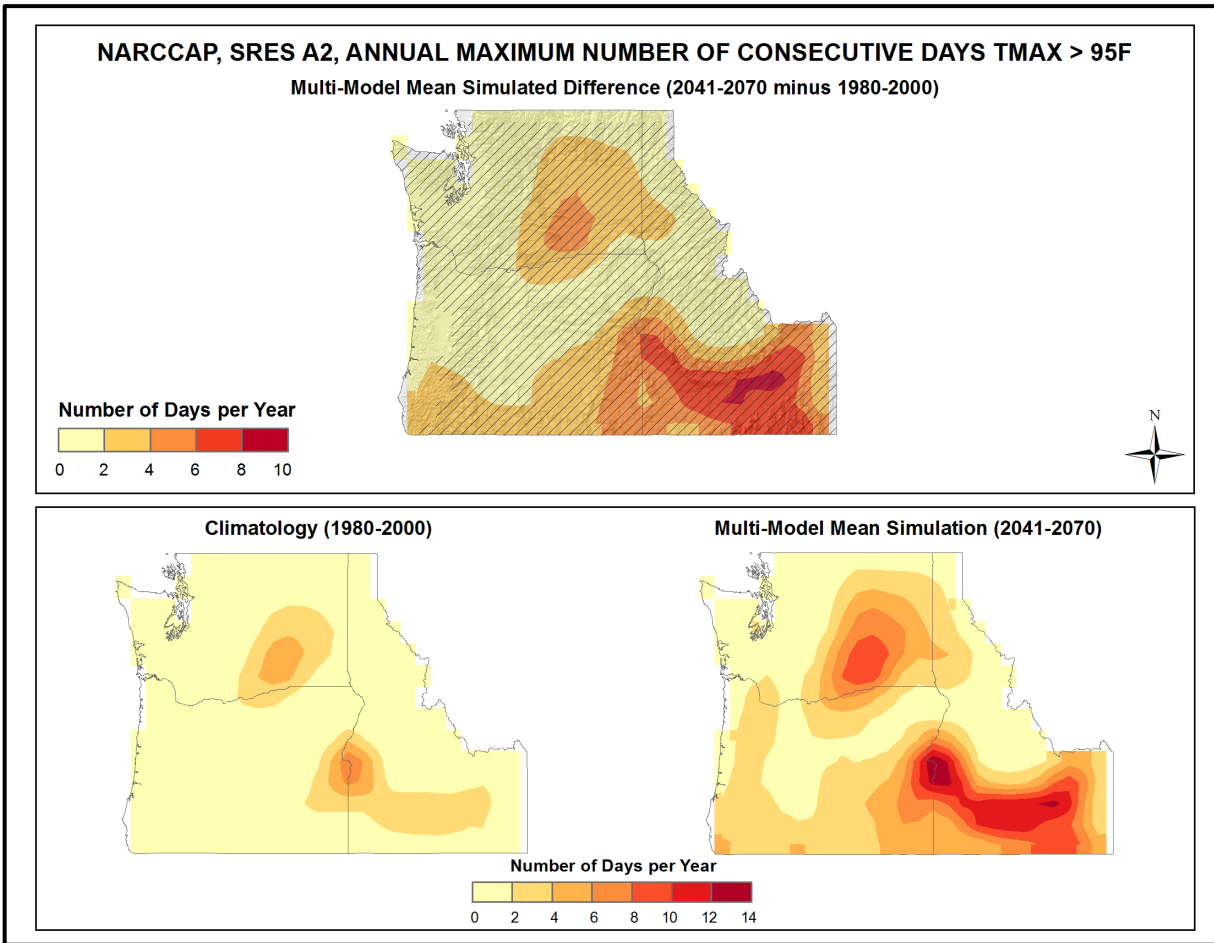 NARCCAP, SRES A2, ANNUAL MAXIMUM NUMBER OF CONSECUTIVE DAYS TMAX > 95F
Multi-Model Mean Simulated Difference (2041-2070 minus 1980-2000)
Number of Days per Year
0 2 4 6 8 10
N
Climatology (1980-2000)
Multi-Model Mean Simulation (2041-2070)
Number of Days per Year
0 2 4 6 8 10 12 14